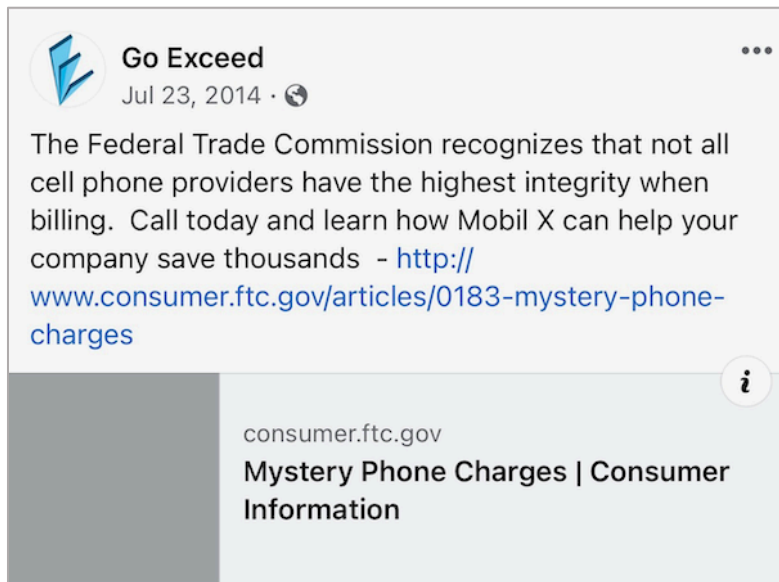 Go Exceed
Jul 23, 2014 ·
The Federal Trade Commission recognizes that not all
cell phone providers have the highest integrity when
billing.  Call today and learn how Mobil X can help your
company save thousands  - http://
www.consumer.ftc.gov/articles/0183-mystery-phone-
charges
i
consumer.ftc.gov
Mystery Phone Charges | Consumer
Information